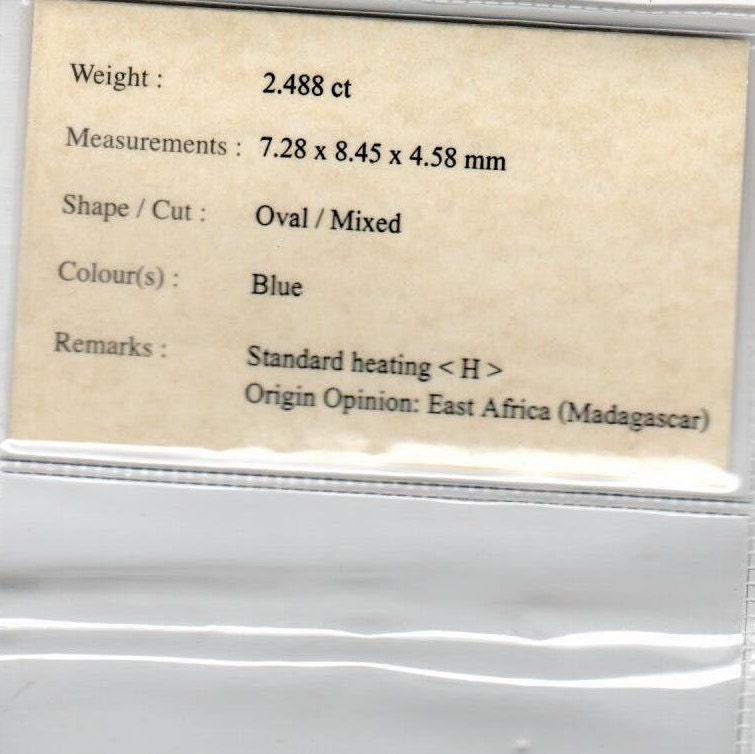 Weight : 2.488 ct
Measurements : 7.28 x 8.45 x 4.58 mm
Shape / Cut : Oval / Mixed
Colour(s) : Blue
Remarks : Standard heating < H >
Origin Opinion: East Africa (Madagascar)